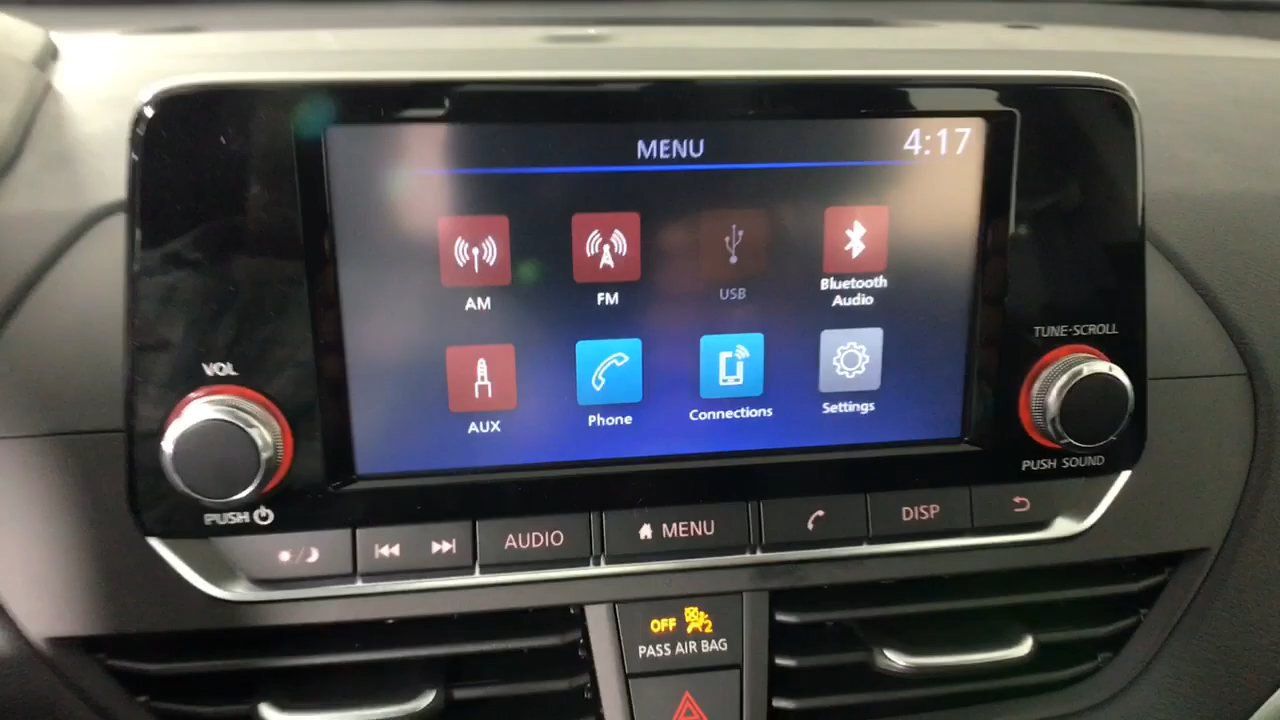 MENU
4:17
AM
FM
USB
Bluetooth
Audio
AUX
Phone
Connections
Settings
VOL
PUSH
TUNE·SCROLL
PUSH SOUND
AUDIO
MENU
DISP
OFF
2
PASS AIR BAG